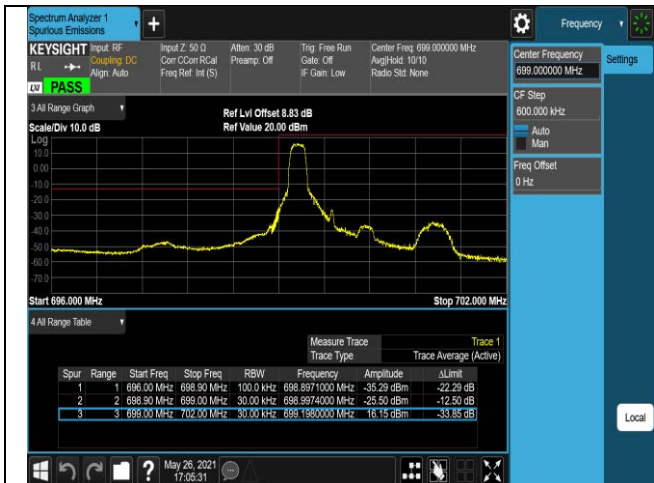 Spectrum Analyzer 1
Spurious Emissions
Frequency
KEYSIGHT
RL
PASS
Input: RF
Coupling: DC
Align: Auto
Input Z: 50 Ω
Corr CCorr RCal
Freq Ref: Int (S)
Atten: 30 dB
Preamp: Off
Trig: Free Run
Gate: Off
IF Gain: Low
Center Freq: 699.000000 MHz
Avg|Hold: 10/10
Radio Std: None
Center Frequency
699.000000 MHz
Settings
CF Step
600.000 kHz
Auto
Man
Freq Offset
0 Hz
Local
3 All Range Graph
Scale/Div 10.0 dB
Ref Lvl Offset 8.83 dB
Ref Value 20.00 dBm
Log
10.0
0.00
-10.0
-20.0
-30.0
-40.0
-50.0
-60.0
-70.0
Start 696.000 MHz
Stop 702.000 MHz
4 All Range Table
Measure Trace Trace 1
Trace Type Trace Average (Active)
Spur Range Start Freq Stop Freq RBW Frequency Amplitude ΔLimit
1 1 696.00 MHz 698.90 MHz 100.0 kHz 698.8971000 MHz -35.29 dBm -22.29 dB
2 2 698.90 MHz 699.00 MHz 30.00 kHz 698.9974000 MHz -25.50 dBm -12.50 dB
3 3 699.00 MHz 702.00 MHz 30.00 kHz 699.1980000 MHz 16.15 dBm -33.85 dB
?
May 26, 2021
17:05:31